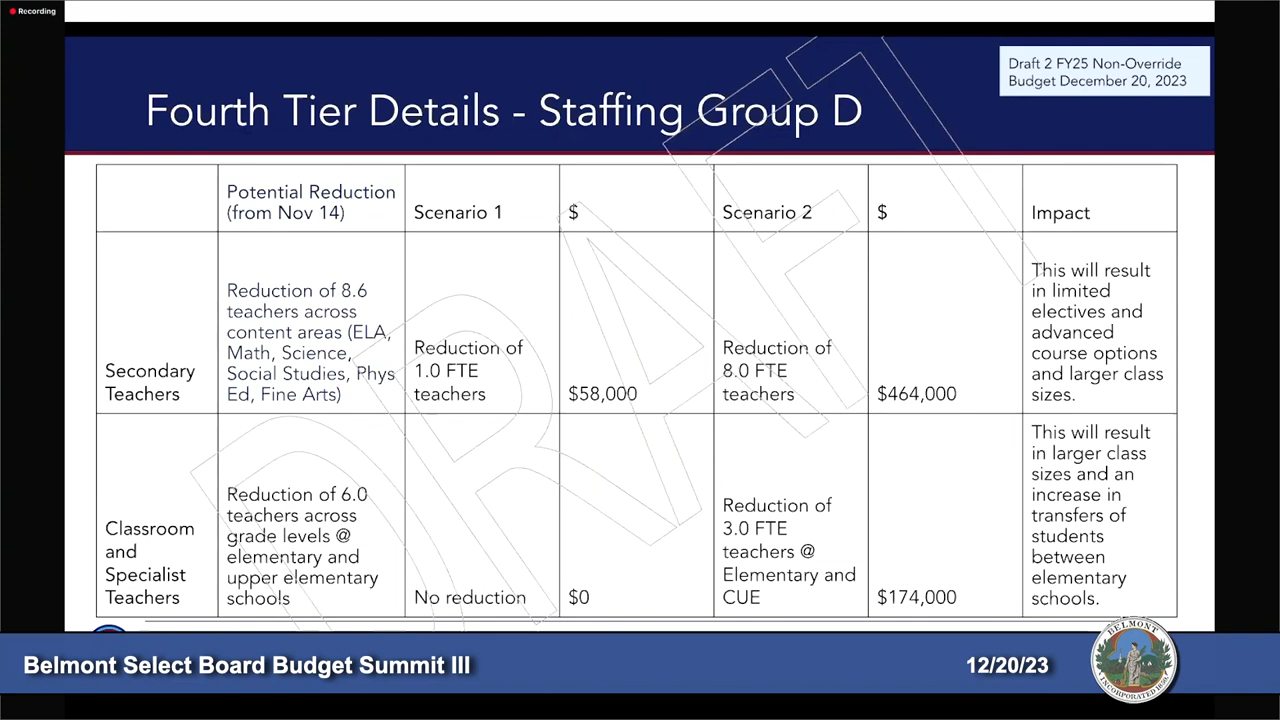 Recording
Draft 2 FY25 Non-Override
Budget December 20, 2023
Fourth Tier Details - Staffing Group D
Potential Reduction
(from Nov 14)
Scenario 1
$
Scenario 2
$
Impact
Secondary
Teachers
Reduction of 8.6
teachers across
content areas (ELA,
Math, Science,
Social Studies, Phys
Ed, Fine Arts)
Reduction of
1.0 FTE
teachers
$58,000
Reduction of
8.0 FTE
teachers
$464,000
This will result
in limited
electives and
advanced
course options
and larger class
sizes.
Classroom
and
Specialist
Teachers
Reduction of 6.0
teachers across
grade levels @
elementary and
upper elementary
schools
No reduction
$0
Reduction of
3.0 FTE
teachers @
Elementary and
CUE
$174,000
This will result
in larger class
sizes and an
increase in
transfers of
students
between
elementary
schools.
DRAFT
Belmont Select Board Budget Summit III
12/20/23
BELMONT
INCORPORATED 1859